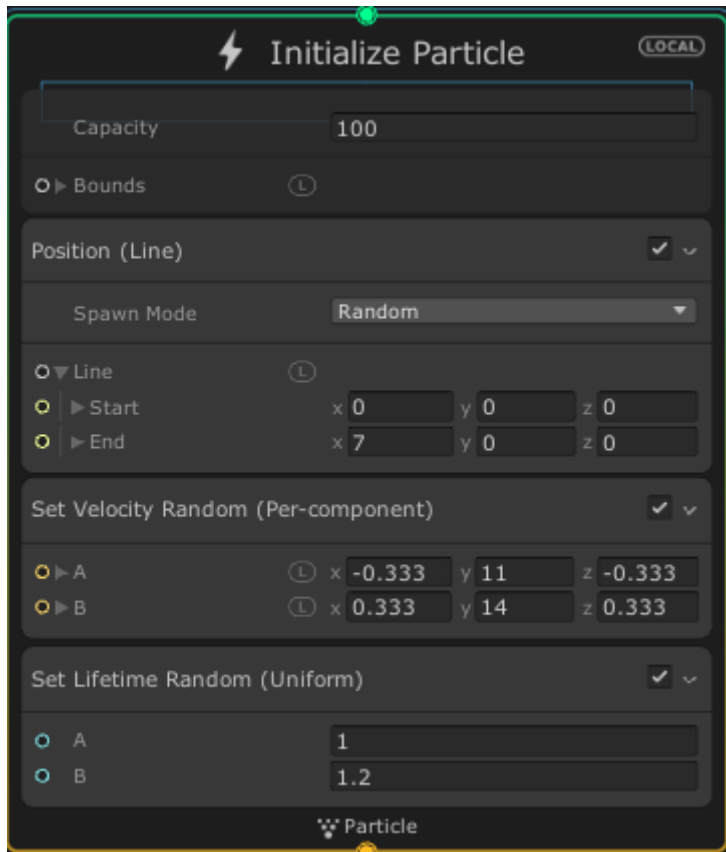 Initialize Particle LOCAL
Capacity 100
Bounds L
Position (Line)
Spawn Mode Random
Line L
Start x 0 y 0 z 0
End x 7 y 0 z 0
Set Velocity Random (Per-component)
A L x -0.333 y 11 z -0.333
B L x 0.333 y 14 z 0.333
Set Lifetime Random (Uniform)
A 1
B 1.2
Particle